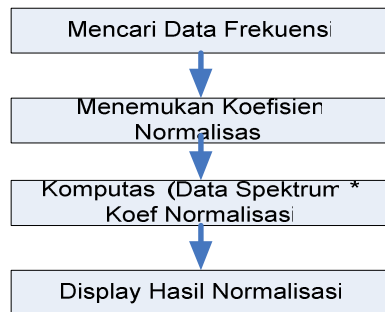 Mencari Data Frekuensi
Menemukan Koefisien
Normalisas
Komputas (Data Spektrum *
Koef Normalisasi
Display Hasil Normalisasi